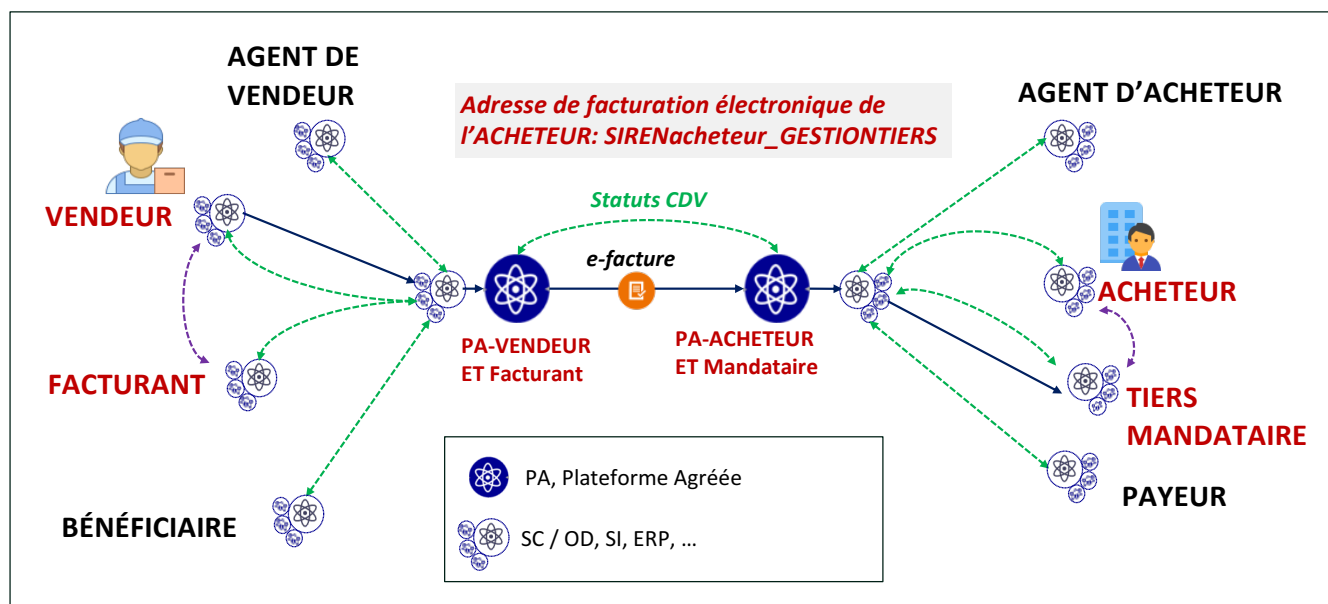 AGENT DE
VENDEUR
Adresse de facturation électronique de
l’ACHETEUR: SIRENacheteur_GESTIONTIERS
AGENT D’ACHETEUR
VENDEUR
Statuts CDV
e-facture
ACHETEUR
PA-VENDEUR
ET Facturant
PA-ACHETEUR
ET Mandataire
FACTURANT
TIERS
MANDATAIRE
BÉNÉFICIAIRE
PA, Plateforme Agréée
SC / OD, SI, ERP, …
PAYEUR